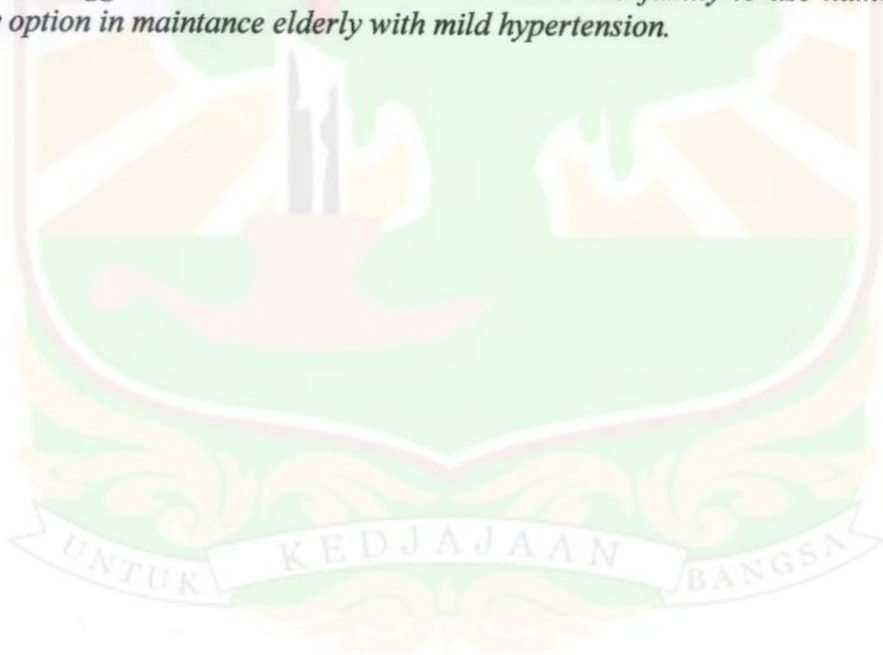 option in maintance elderly with mild hypertension.
UNTUK KEDJAJAAN BANGSA